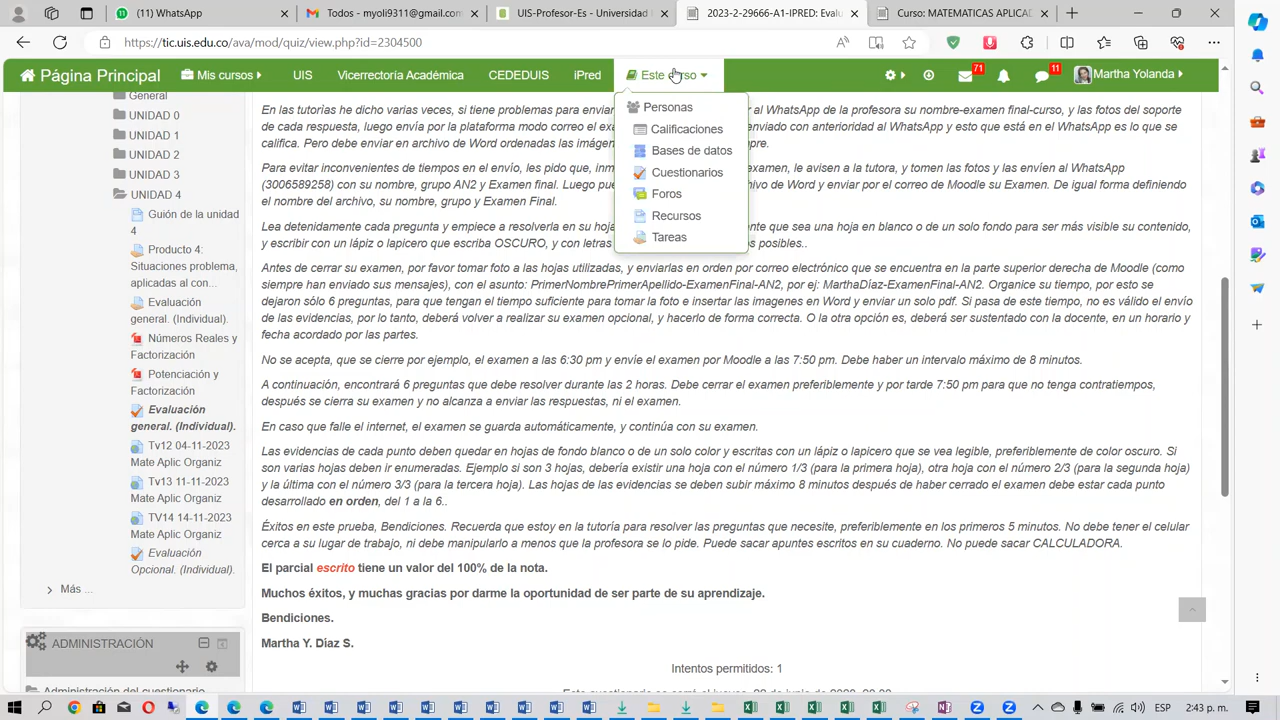 (11) WhatsApp
Todos - myoli9311@gmail.com
UIS-Profesor-Es - Universidad
2023-2-29666-A1-IPRED: Evalu
Curso: MATEMATICAS APLICAD
https://tic.uis.edu.co/ava/mod/quiz/view.php?id=2304500
Página Principal
Mis cursos
UIS
Vicerrectoría Académica
CEDEDUIS
iPred
Este curso
71
11
Martha Yolanda
Personas
Calificaciones
Bases de datos
Cuestionarios
Foros
Recursos
Tareas
General
UNIDAD 0
UNIDAD 1
UNIDAD 2
UNIDAD 3
UNIDAD 4
Guión de la unidad
4
Producto 4:
Situaciones problema,
aplicadas al con...
Evaluación
general. (Individual).
Números Reales y
Factorización
Potenciación y
Factorización
Evaluación
general. (Individual).
Tv12 04-11-2023
Mate Aplic Organiz
Tv13 11-11-2023
Mate Aplic Organiz
TV14 14-11-2023
Mate Aplic Organiz
Evaluación
Opcional. (Individual).
Más ...
ADMINISTRACIÓN
Administración del cuestionario
En las tutorías he dicho varias veces, si tiene problemas para enviar al WhatsApp de la profesora su nombre-examen final-curso, y las fotos del soporte
de cada respuesta, luego envía por la plataforma modo correo el exa enviado con anterioridad al WhatsApp y esto que está en el WhatsApp es lo que se
califica. Pero debe enviar en archivo de Word ordenadas las imáge pre.
Para evitar inconvenientes de tiempos en el envío, les pido que, inm examen, le avisen a la tutora, y tomen las fotos y las envíen al WhatsApp
(3006589258) con su nombre, grupo AN2 y Examen final. Luego pue hivo de Word y enviar por el correo de Moodle su Examen. De igual forma definiendo
el nombre del archivo, su nombre, grupo y Examen Final.
Lea detenidamente cada pregunta y empiece a resolverla en su hoja ente que sea una hoja en blanco o de un solo fondo para ser más visible su contenido,
y escribir con un lápiz o lapicero que escriba OSCURO, y con letras s posibles..
Antes de cerrar su examen, por favor tomar foto a las hojas utilizadas, y enviarlas en orden por correo electrónico que se encuentra en la parte superior derecha de Moodle (como
siempre han enviado sus mensajes), con el asunto: PrimerNombrePrimerApellido-ExamenFinal-AN2, por ej: MarthaDíaz-ExamenFinal-AN2. Organice su tiempo, por esto se
dejaron sólo 6 preguntas, para que tengan el tiempo suficiente para tomar la foto e insertar las imagenes en Word y enviar un solo pdf. Si pasa de este tiempo, no es válido el envío
de las evidencias, por lo tanto, deberá volver a realizar su examen opcional, y hacerlo de forma correcta. O la otra opción es, deberá ser sustentado con la docente, en un horario y
fecha acordado por las partes.
No se acepta, que se cierre por ejemplo, el examen a las 6:30 pm y envíe el examen por Moodle a las 7:50 pm. Debe haber un intervalo máximo de 8 minutos.
A continuación, encontrará 6 preguntas que debe resolver durante las 2 horas. Debe cerrar el examen preferiblemente y por tarde 7:50 pm para que no tenga contratiempos,
después se cierra su examen y no alcanza a enviar las respuestas, ni el examen.
En caso que falle el internet, el examen se guarda automáticamente, y continúa con su examen.
Las evidencias de cada punto deben quedar en hojas de fondo blanco o de un solo color y escritas con un lápiz o lapicero que se vea legible, preferiblemente de color oscuro. Si
son varias hojas deben ir enumeradas. Ejemplo si son 3 hojas, debería existir una hoja con el número 1/3 (para la primera hoja), otra hoja con el número 2/3 (para la segunda hoja)
y la última con el número 3/3 (para la tercera hoja). Las hojas de las evidencias se deben subir máximo 8 minutos después de haber cerrado el examen debe estar cada punto
desarrollado en orden, del 1 a la 6..
Éxitos en este prueba, Bendiciones. Recuerda que estoy en la tutoría para resolver las preguntas que necesite, preferiblemente en los primeros 5 minutos. No debe tener el celular
cerca a su lugar de trabajo, ni debe manipularlo a menos que la profesora se lo pide. Puede sacar apuntes escritos en su cuaderno. No puede sacar CALCULADORA.
El parcial escrito tiene un valor del 100% de la nota.
Muchos éxitos, y muchas gracias por darme la oportunidad de ser parte de su aprendizaje.
Bendiciones.
Martha Y. Díaz S.
Intentos permitidos: 1
ESP
2:43 p. m.